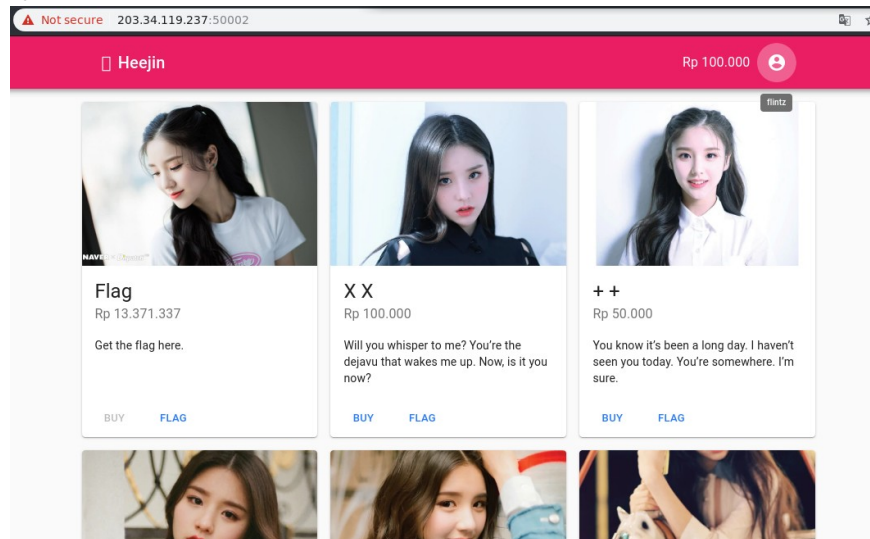 Not secure 203.34.119.237:50002
Heejin
Rp 100.000
flintz
NAVER
Flag
Rp 13.371.337
Get the flag here.
BUY FLAG
X X
Rp 100.000
Will you whisper to me? You're the
dejavu that wakes me up. Now, is it you
now?
BUY FLAG
+ +
Rp 50.000
You know it's been a long day. I haven't
seen you today. You're somewhere. I'm
sure.
BUY FLAG